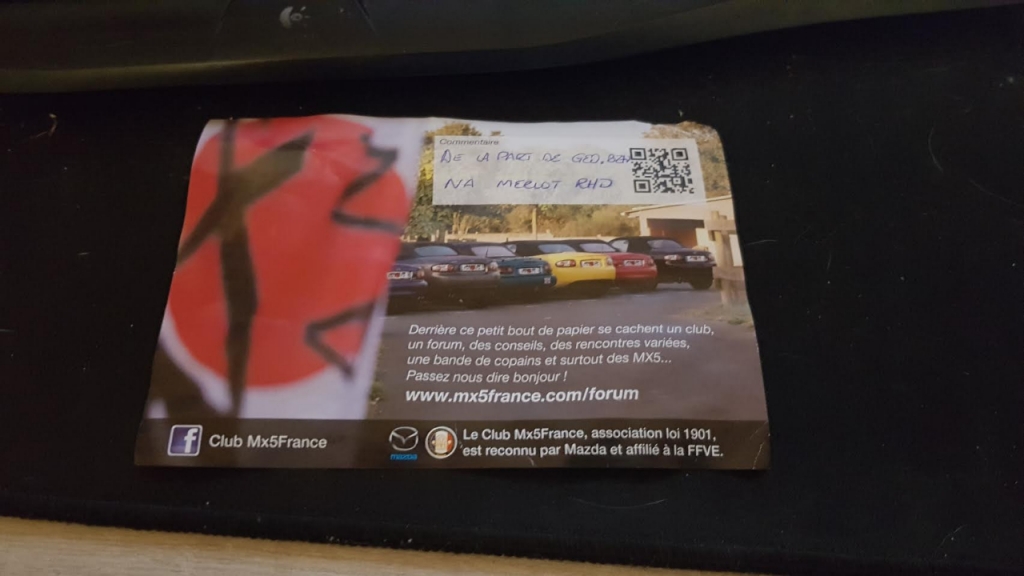 Commentaire
DE LA PART DE GED,
NA MERLOT RHD
Derrière ce petit bout de papier se cachent un club,
un forum, des conseils, des rencontres variées,
une bande de copains et surtout des MX5...
Passez nous dire bonjour !
www.mx5france.com/forum
Club Mx5France
mazda
Le Club Mx5France, association loi 1901,
est reconnu par Mazda et affilié à la FFVE.